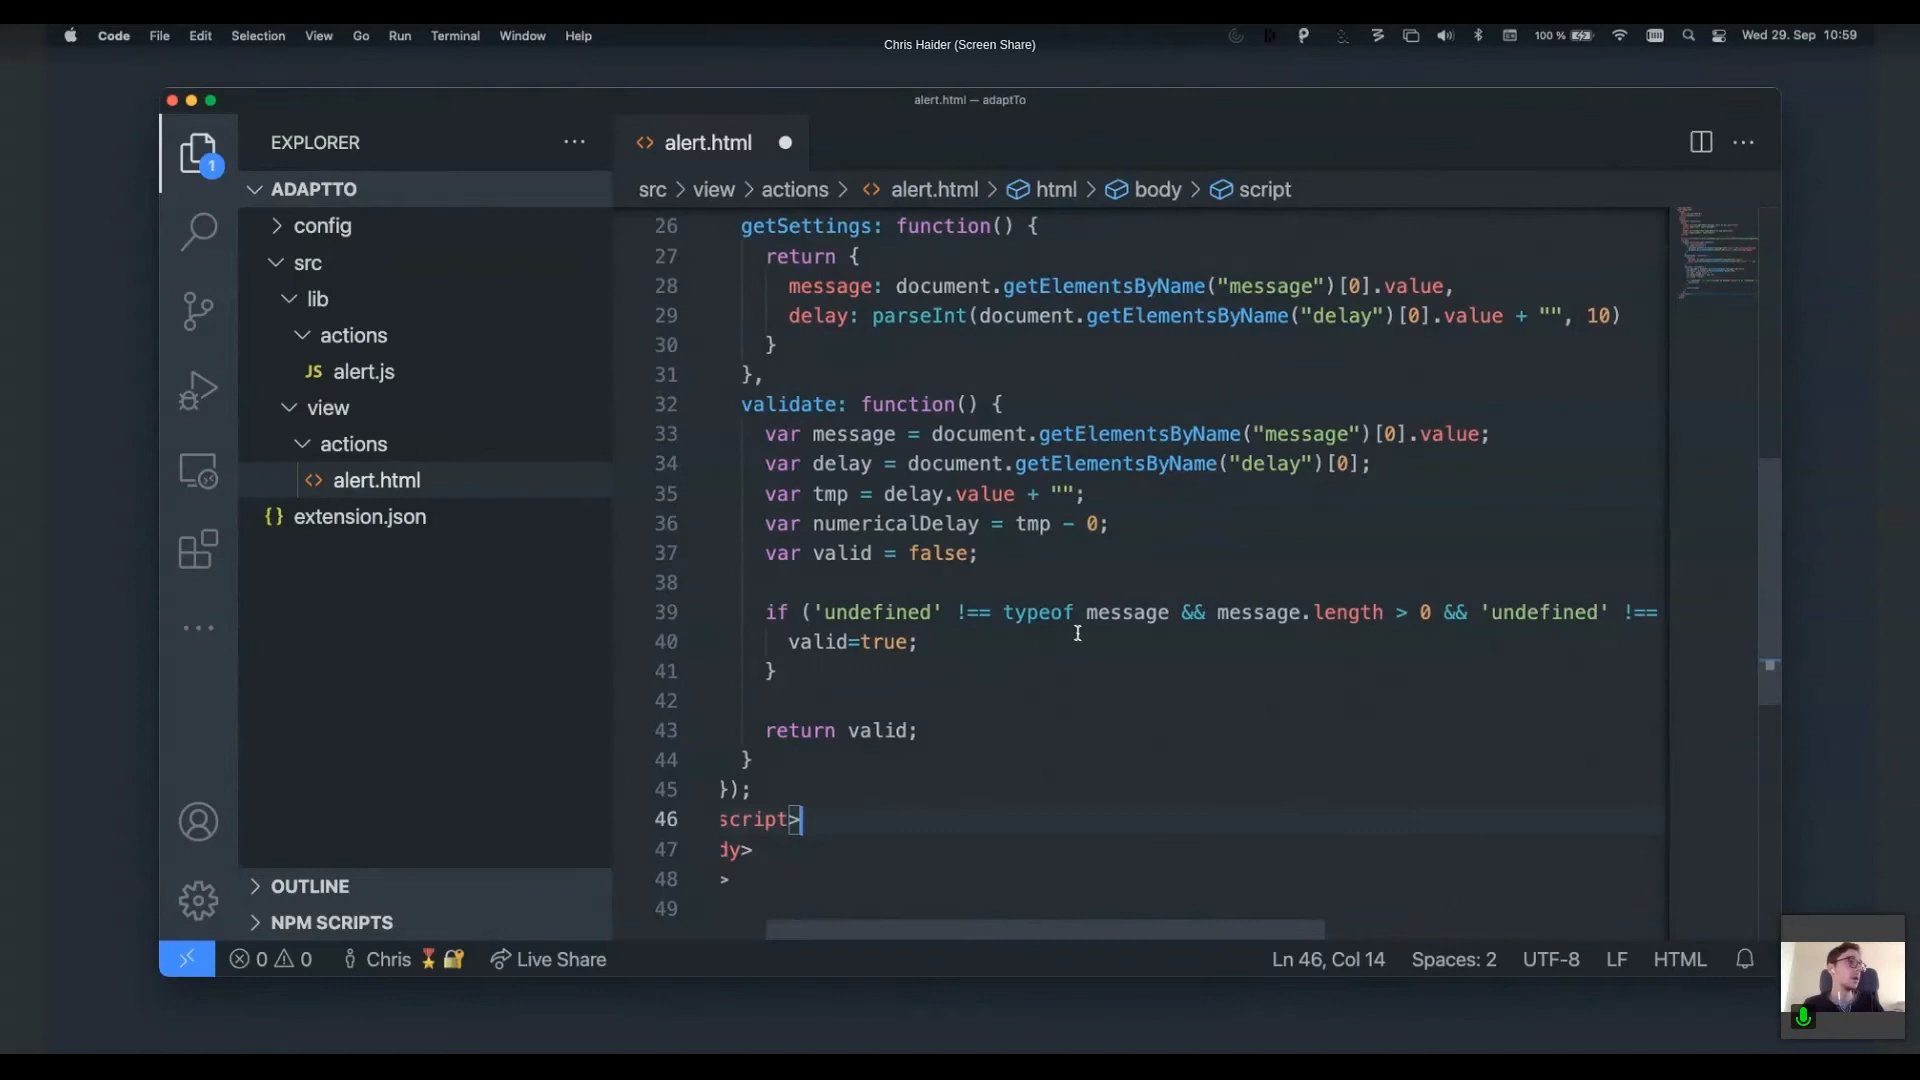 Code File Edit Selection View Go Run Terminal Window Help
Chris Haider (Screen Share)
100 % Wed 29. Sep 10:59
alert.html — adaptTo
EXPLORER
alert.html
1
ADAPTTO
src > view > actions > alert.html > html > body > script
config
src
lib
actions
JS alert.js
view
actions
alert.html
{} extension.json
OUTLINE
NPM SCRIPTS
26 getSettings: function() {
27 return {
28 message: document.getElementsByName("message")[0].value,
29 delay: parseInt(document.getElementsByName("delay")[0].value + "", 10)
30 }
31 },
32 validate: function() {
33 var message = document.getElementsByName("message")[0].value;
34 var delay = document.getElementsByName("delay")[0];
35 var tmp = delay.value + "";
36 var numericalDelay = tmp - 0;
37 var valid = false;
38
39 if ('undefined' !== typeof message && message.length > 0 && 'undefined' !==
40 valid=true;
41 }
42
43 return valid;
44 }
45 });
46 script>
47 dy>
48 >
49
0 0 Chris Live Share
Ln 46, Col 14 Spaces: 2 UTF-8 LF HTML